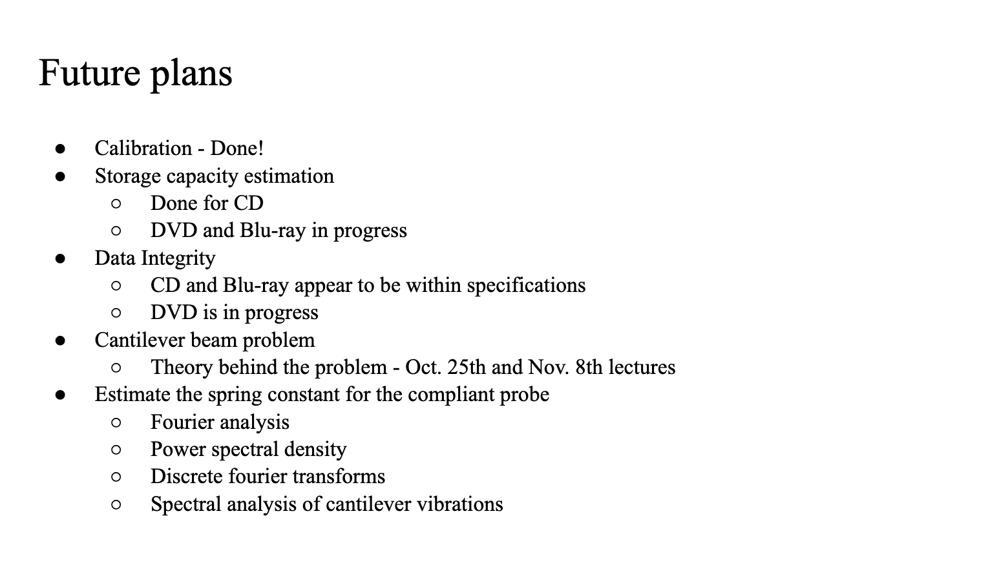 Future plans
● Calibration - Done!
● Storage capacity estimation
○ Done for CD
○ DVD and Blu-ray in progress
● Data Integrity
○ CD and Blu-ray appear to be within specifications
○ DVD is in progress
● Cantilever beam problem
○ Theory behind the problem - Oct. 25th and Nov. 8th lectures
● Estimate the spring constant for the compliant probe
○ Fourier analysis
○ Power spectral density
○ Discrete fourier transforms
○ Spectral analysis of cantilever vibrations